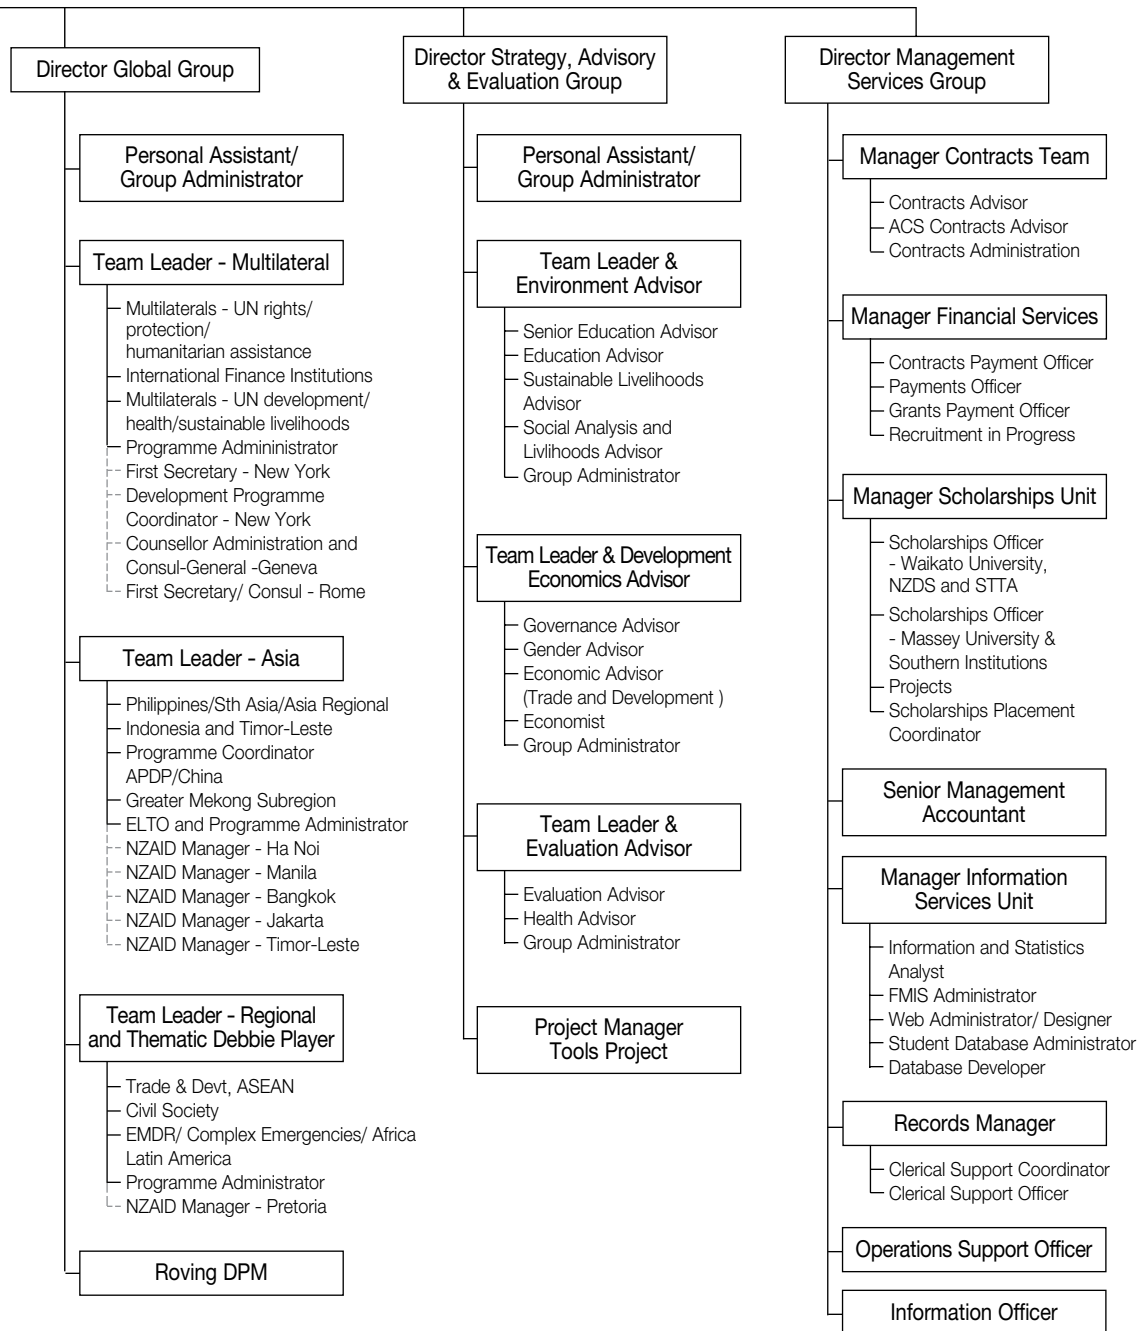 Director Global Group
Personal Assistant/
Group Administrator
Team Leader - Multilateral
Multilaterals - UN rights/
protection/
humanitarian assistance
International Finance Institutions
Multilaterals - UN development/
health/sustainable livelihoods
Programme Admininistrator
First Secretary - New York
Development Programme
Coordinator - New York
Counsellor Administration and
Consul-General -Geneva
First Secretary/ Consul - Rome
Team Leader - Asia
Philippines/Sth Asia/Asia Regional
Indonesia and Timor-Leste
Programme Coordinator
APDP/China
Greater Mekong Subregion
ELTO and Programme Administrator
NZAID Manager - Ha Noi
NZAID Manager - Manila
NZAID Manager - Bangkok
NZAID Manager - Jakarta
NZAID Manager - Timor-Leste
Team Leader - Regional
and Thematic Debbie Player
Trade & Devt, ASEAN
Civil Society
EMDR/ Complex Emergencies/ Africa
Latin America
Programme Administrator
NZAID Manager - Pretoria
Roving DPM
Director Strategy, Advisory
& Evaluation Group
Personal Assistant/
Group Administrator
Team Leader &
Environment Advisor
Senior Education Advisor
Education Advisor
Sustainable Livelihoods
Advisor
Social Analysis and
Livlihoods Advisor
Group Administrator
Team Leader & Development
Economics Advisor
Governance Advisor
Gender Advisor
Economic Advisor
(Trade and Development )
Economist
Group Administrator
Team Leader &
Evaluation Advisor
Evaluation Advisor
Health Advisor
Group Administrator
Project Manager
Tools Project
Director Management
Services Group
Manager Contracts Team
Contracts Advisor
ACS Contracts Advisor
Contracts Administration
Manager Financial Services
Contracts Payment Officer
Payments Officer
Grants Payment Officer
Recruitment in Progress
Manager Scholarships Unit
Scholarships Officer
- Waikato University,
NZDS and STTA
Scholarships Officer
- Massey University &
Southern Institutions
Projects
Scholarships Placement
Coordinator
Senior Management
Accountant
Manager Information
Services Unit
Information and Statistics
Analyst
FMIS Administrator
Web Administrator/ Designer
Student Database Administrator
Database Developer
Records Manager
Clerical Support Coordinator
Clerical Support Officer
Operations Support Officer
Information Officer